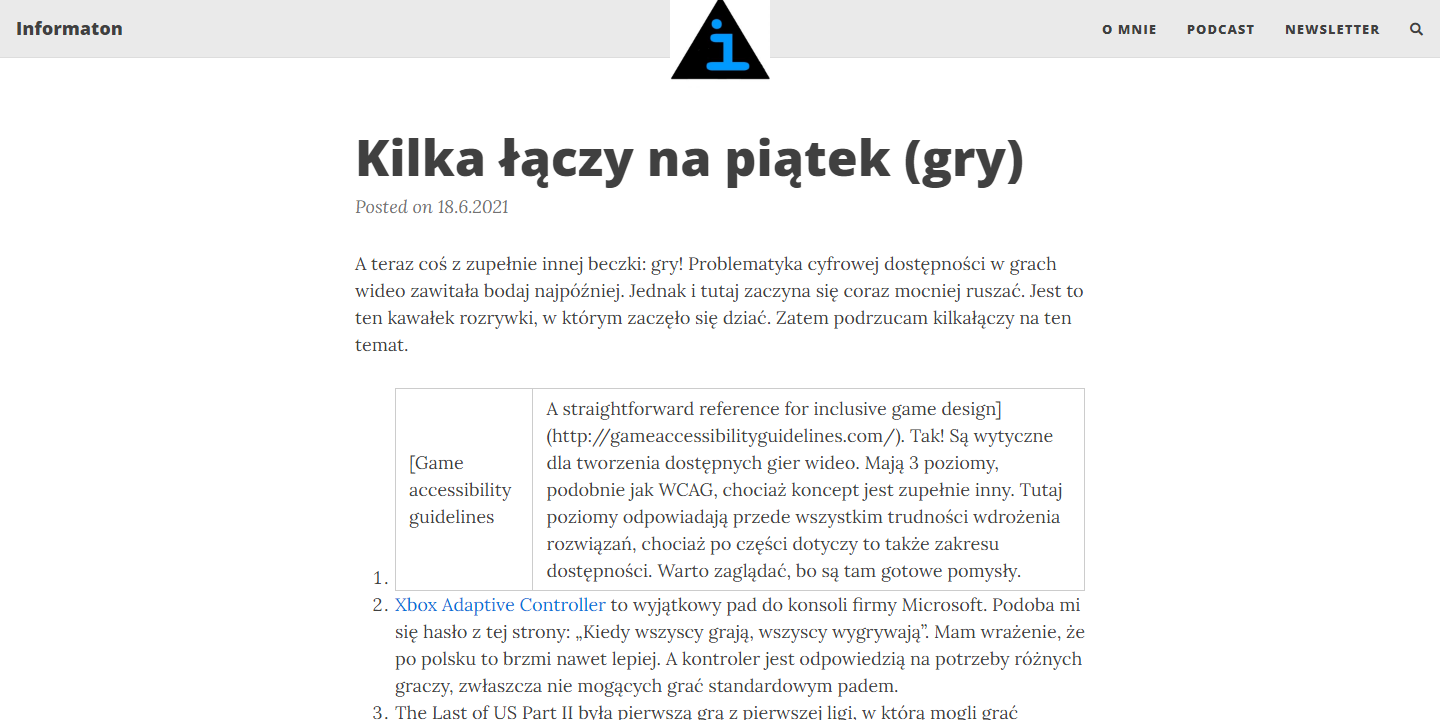 Informaton
i
O MNIE
PODCAST
NEWSLETTER
Kilka łączy na piątek (gry)
Posted on 18.6.2021
A teraz coś z zupełnie innej beczki: gry! Problematyka cyfrowej dostępności w grach
wideo zawitała bodaj najpóźniej. Jednak i tutaj zaczyna się coraz mocniej ruszać. Jest to
ten kawałek rozrywki, w którym zaczęło się dziać. Zatem podrzucam kilkałączy na ten
temat.
1.
[Game
accessibility
guidelines
A straightforward reference for inclusive game design]
(http://gameaccessibilityguidelines.com/). Tak! Są wytyczne
dla tworzenia dostępnych gier wideo. Mają 3 poziomy,
podobnie jak WCAG, chociaż koncept jest zupełnie inny. Tutaj
poziomy odpowiadają przede wszystkim trudności wdrożenia
rozwiązań, chociaż po części dotyczy to także zakresu
dostępności. Warto zaglądać, bo są tam gotowe pomysły.
2. Xbox Adaptive Controller to wyjątkowy pad do konsoli firmy Microsoft. Podoba mi
się hasło z tej strony: „Kiedy wszyscy grają, wszyscy wygrywają”. Mam wrażenie, że
po polsku to brzmi nawet lepiej. A kontroler jest odpowiedzią na potrzeby różnych
graczy, zwłaszcza nie mogących grać standardowym padem.
3. The Last of US Part II była pierwszą grą z pierwszej ligi, w którą mogli grać